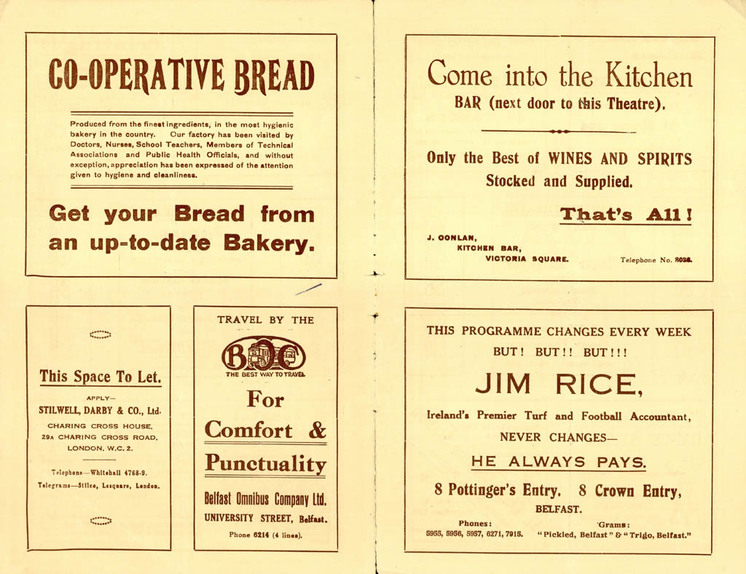 CO-OPERATIVE BREAD
Produced from the finest ingredients, in the most hygienic
bakery in the country. Our factory has been visited by
Doctors, Nurses, School Teachers, Members of Technical
Associations and Public Health Officials, and without
exception, appreciation has been expressed of the attention
given to hygiene and cleanliness.
Get your Bread from
an up-to-date Bakery.
This Space To Let.
APPLY—
STILWELL, DARBY & CO., Ltd.
CHARING CROSS HOUSE,
29A CHARING CROSS ROAD,
LONDON, W.C. 2.
Telephone—Whitehall 4768-9.
Telegrams—Stilco, Lesquare, London.
TRAVEL BY THE
BOC
THE BEST WAY TO TRAVEL
For
Comfort &
Punctuality
Belfast Omnibus Company Ltd.
UNIVERSITY STREET, Belfast.
Phone 6214 (4 lines).
Come into the Kitchen
BAR (next door to this Theatre).
Only the Best of WINES AND SPIRITS
Stocked and Supplied.
That's All!
J. CONLAN,
KITCHEN BAR,
VICTORIA SQUARE.
Telephone No.
THIS PROGRAMME CHANGES EVERY WEEK
BUT! BUT!! BUT!!!
JIM RICE,
Ireland's Premier Turf and Football Accountant,
NEVER CHANGES—
HE ALWAYS PAYS.
8 Pottinger's Entry, 8 Crown Entry,
BELFAST.
Phones:
5955, 5956, 5957, 6271, 7915.
'Grams:
"Pickled, Belfast" & "Trigo, Belfast."